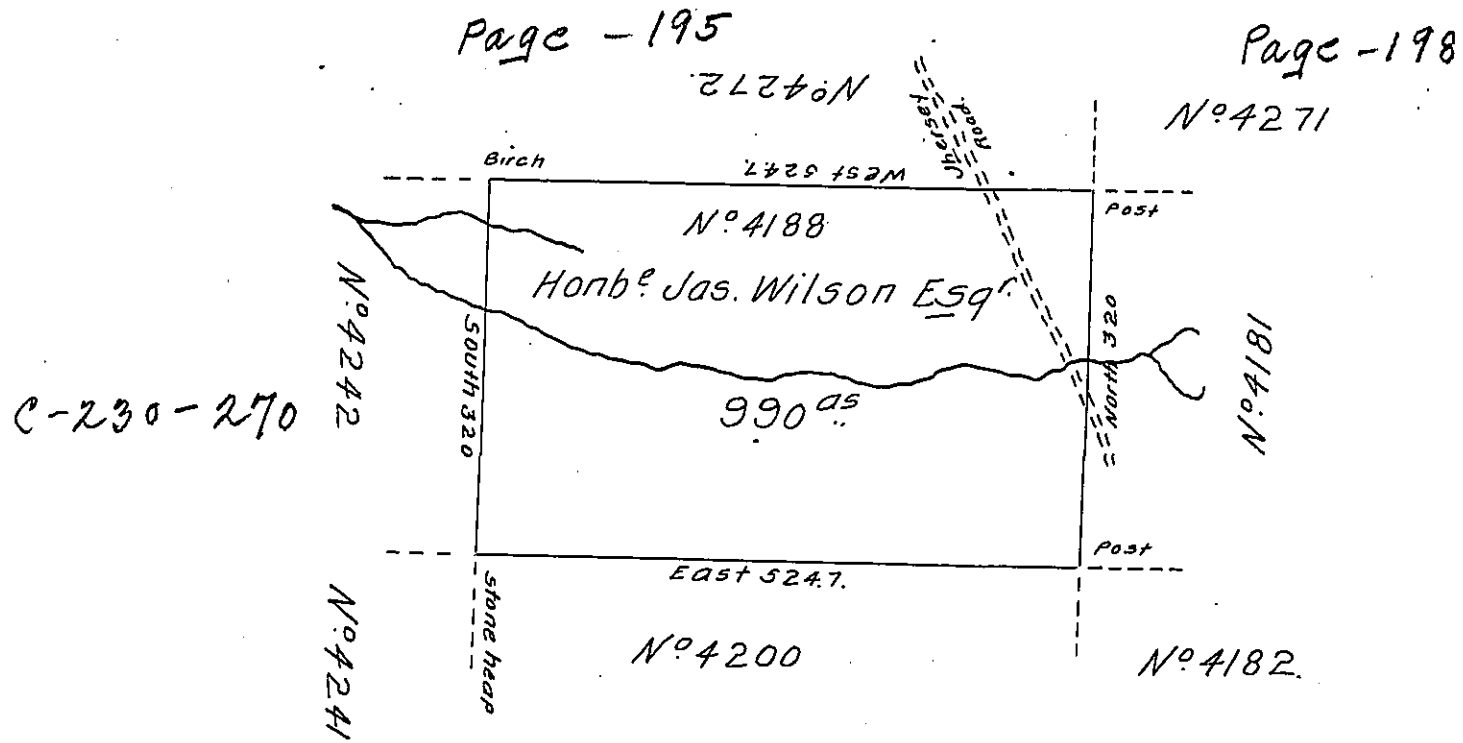 Page - 195
Page - 198
Nº 4272.
Nº 4271
Road.
Birch
West 524.7.
Post
Nº 4188
Honbe. Jas. Wilson Esqr.
Nº 4242
South 320
North 320
Nº 4181
C-230-270
990 as
Post
East 524.7.
stone heap
Nº 4241
Nº 4200
Nº 4182.